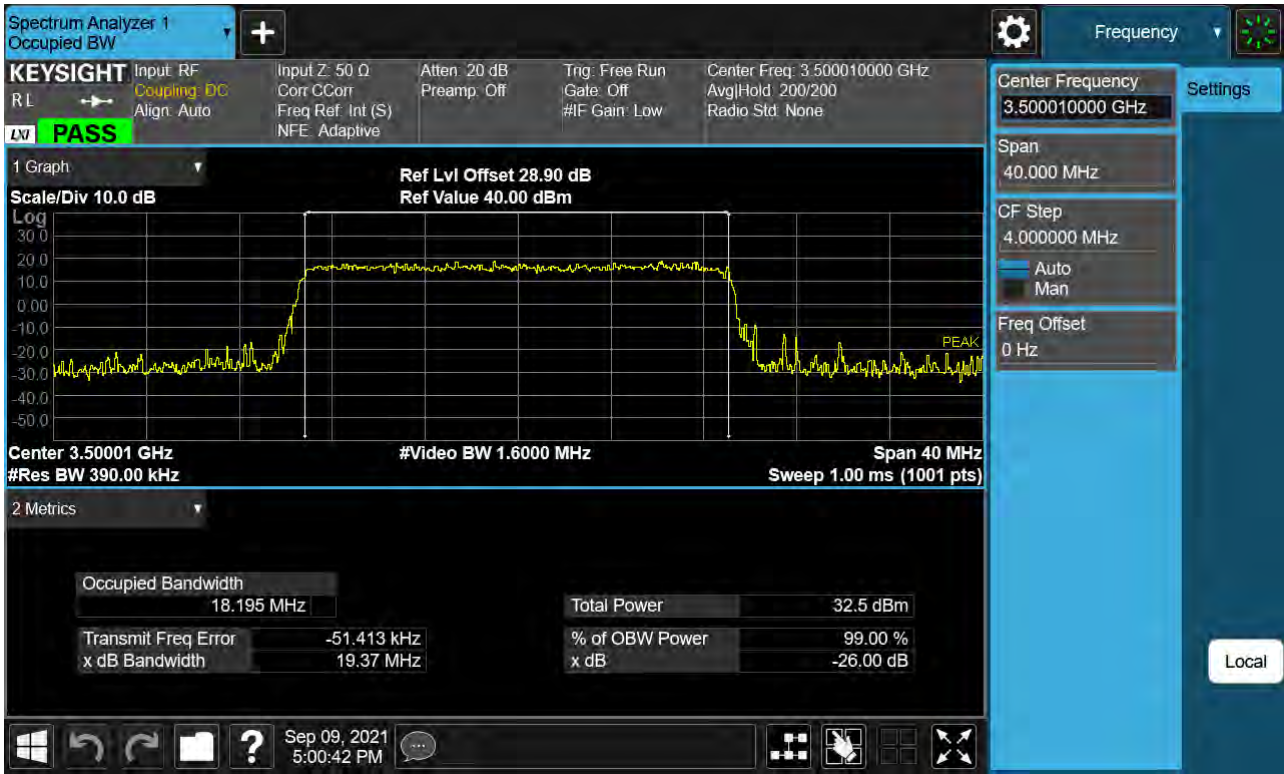 Spectrum Analyzer 1
Occupied BW
Frequency
KEYSIGHT
RL
LXI
PASS
Input: RF
Coupling: DC
Align: Auto
Input Z: 50 Ω
Corr CCorr
Freq Ref: Int (S)
NFE: Adaptive
Atten: 20 dB
Preamp: Off
Trig: Free Run
Gate: Off
#IF Gain: Low
Center Freq: 3.500010000 GHz
Avg|Hold: 200/200
Radio Std: None
Center Frequency
3.500010000 GHz
Settings
Span
40.000 MHz
CF Step
4.000000 MHz
Auto
Man
Freq Offset
0 Hz
Local
1 Graph
Scale/Div 10.0 dB
Ref Lvl Offset 28.90 dB
Ref Value 40.00 dBm
Log
30.0
20.0
10.0
0.00
-10.0
-20.0
-30.0
-40.0
-50.0
PEAK
Center 3.50001 GHz
#Video BW 1.6000 MHz
Span 40 MHz
#Res BW 390.00 kHz
Sweep 1.00 ms (1001 pts)
2 Metrics
Occupied Bandwidth
18.195 MHz
Total Power 32.5 dBm
Transmit Freq Error -51.413 kHz
% of OBW Power 99.00 %
x dB Bandwidth 19.37 MHz
x dB -26.00 dB
Sep 09, 2021
5:00:42 PM